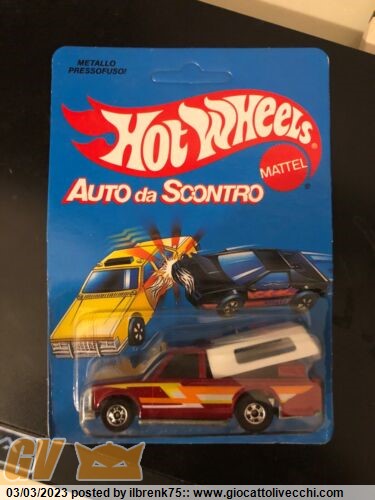 METALLO
PRESSOFUSO!
HOT WHEELS
MATTEL
AUTO da SCONTRO
GV
03/03/2023 posted by ilbrenk75:: www.giocattolivecchi.com